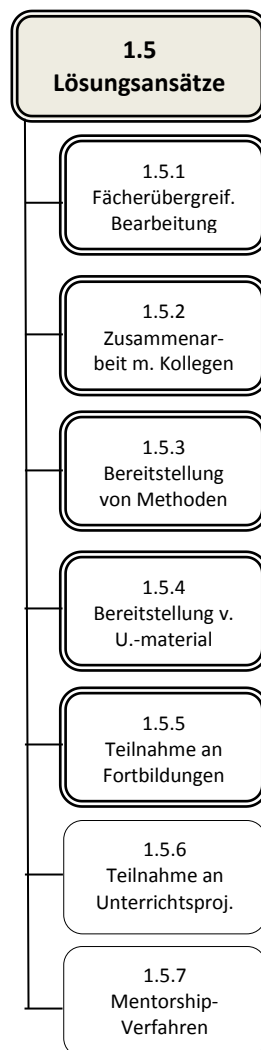 1.5
Lösungsansätze
1.5.1
Fächerübergreif.
Bearbeitung
1.5.2
Zusammenar-
beit m. Kollegen
1.5.3
Bereitstellung
von Methoden
1.5.4
Bereitstellung v.
U.-material
1.5.5
Teilnahme an
Fortbildungen
1.5.6
Teilnahme an
Unterrichtsproj.
1.5.7
Mentorship-
Verfahren